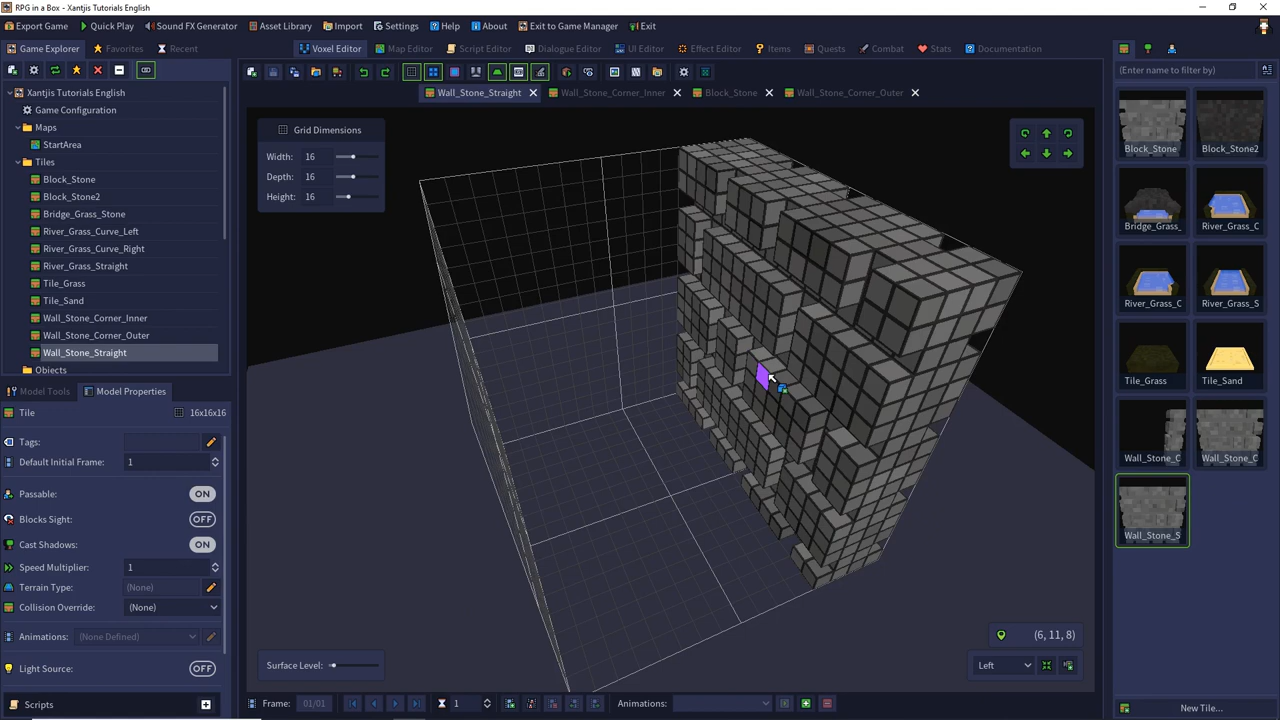 RPG in a Box - Xantjis Tutorials English
Export Game Quick Play Sound FX Generator Asset Library Import Settings Help About Exit to Game Manager Exit
Game Explorer Favorites Recent Voxel Editor Map Editor Script Editor Dialogue Editor UI Editor Effect Editor Items Quests Combat Stats Documentation
(Enter name to filter by)
Xantjis Tutorials English
Game Configuration
Maps
StartArea
Tiles
Block_Stone
Block_Stone2
Bridge_Grass_Stone
River_Grass_Curve_Left
River_Grass_Curve_Right
River_Grass_Straight
Tile_Grass
Tile_Sand
Wall_Stone_Corner_Inner
Wall_Stone_Corner_Outer
Wall_Stone_Straight
Objects
Wall_Stone_Straight Wall_Stone_Corner_Inner Block_Stone Wall_Stone_Corner_Outer
Grid Dimensions
Width: 16
Depth: 16
Height: 16
Model Tools Model Properties
Tile 16x16x16
Tags:
Default Initial Frame: 1
Passable: ON
Blocks Sight: OFF
Cast Shadows: ON
Speed Multiplier: 1
Terrain Type: (None)
Collision Override: (None)
Animations: (None Defined)
Light Source: OFF
Scripts
(6, 11, 8)
Surface Level: Left
Frame: 01/01 1 Animations:
Block_Stone Block_Stone2
Bridge_Grass_ River_Grass_C
River_Grass_C River_Grass_S
Tile_Grass Tile_Sand
Wall_Stone_C Wall_Stone_C
Wall_Stone_S
New Tile...